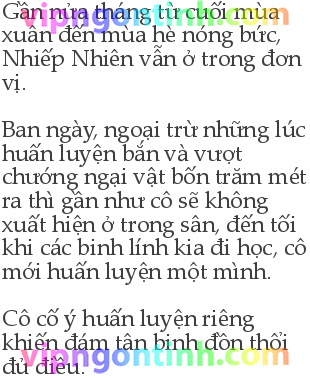 Gần nửa tháng từ cuối mùa
vipngontinh.com
xuân đến mùa hè nóng bức,
Nhiếp Nhiên vẫn ở trong đơn
vị.
Ban ngày, ngoại trừ những lúc
huấn luyện bắn và vượt
chướng ngại vật bốn trăm mét
ra thì gần như cô sẽ không
xuất hiện ở trong sân, đến tối
khi các binh lính kia đi học, cô
mới huấn luyện một mình.
Cô cố ý huấn luyện riêng
khiến đám tân binh đồn thổi
vipngontinh.com
đủ điều.